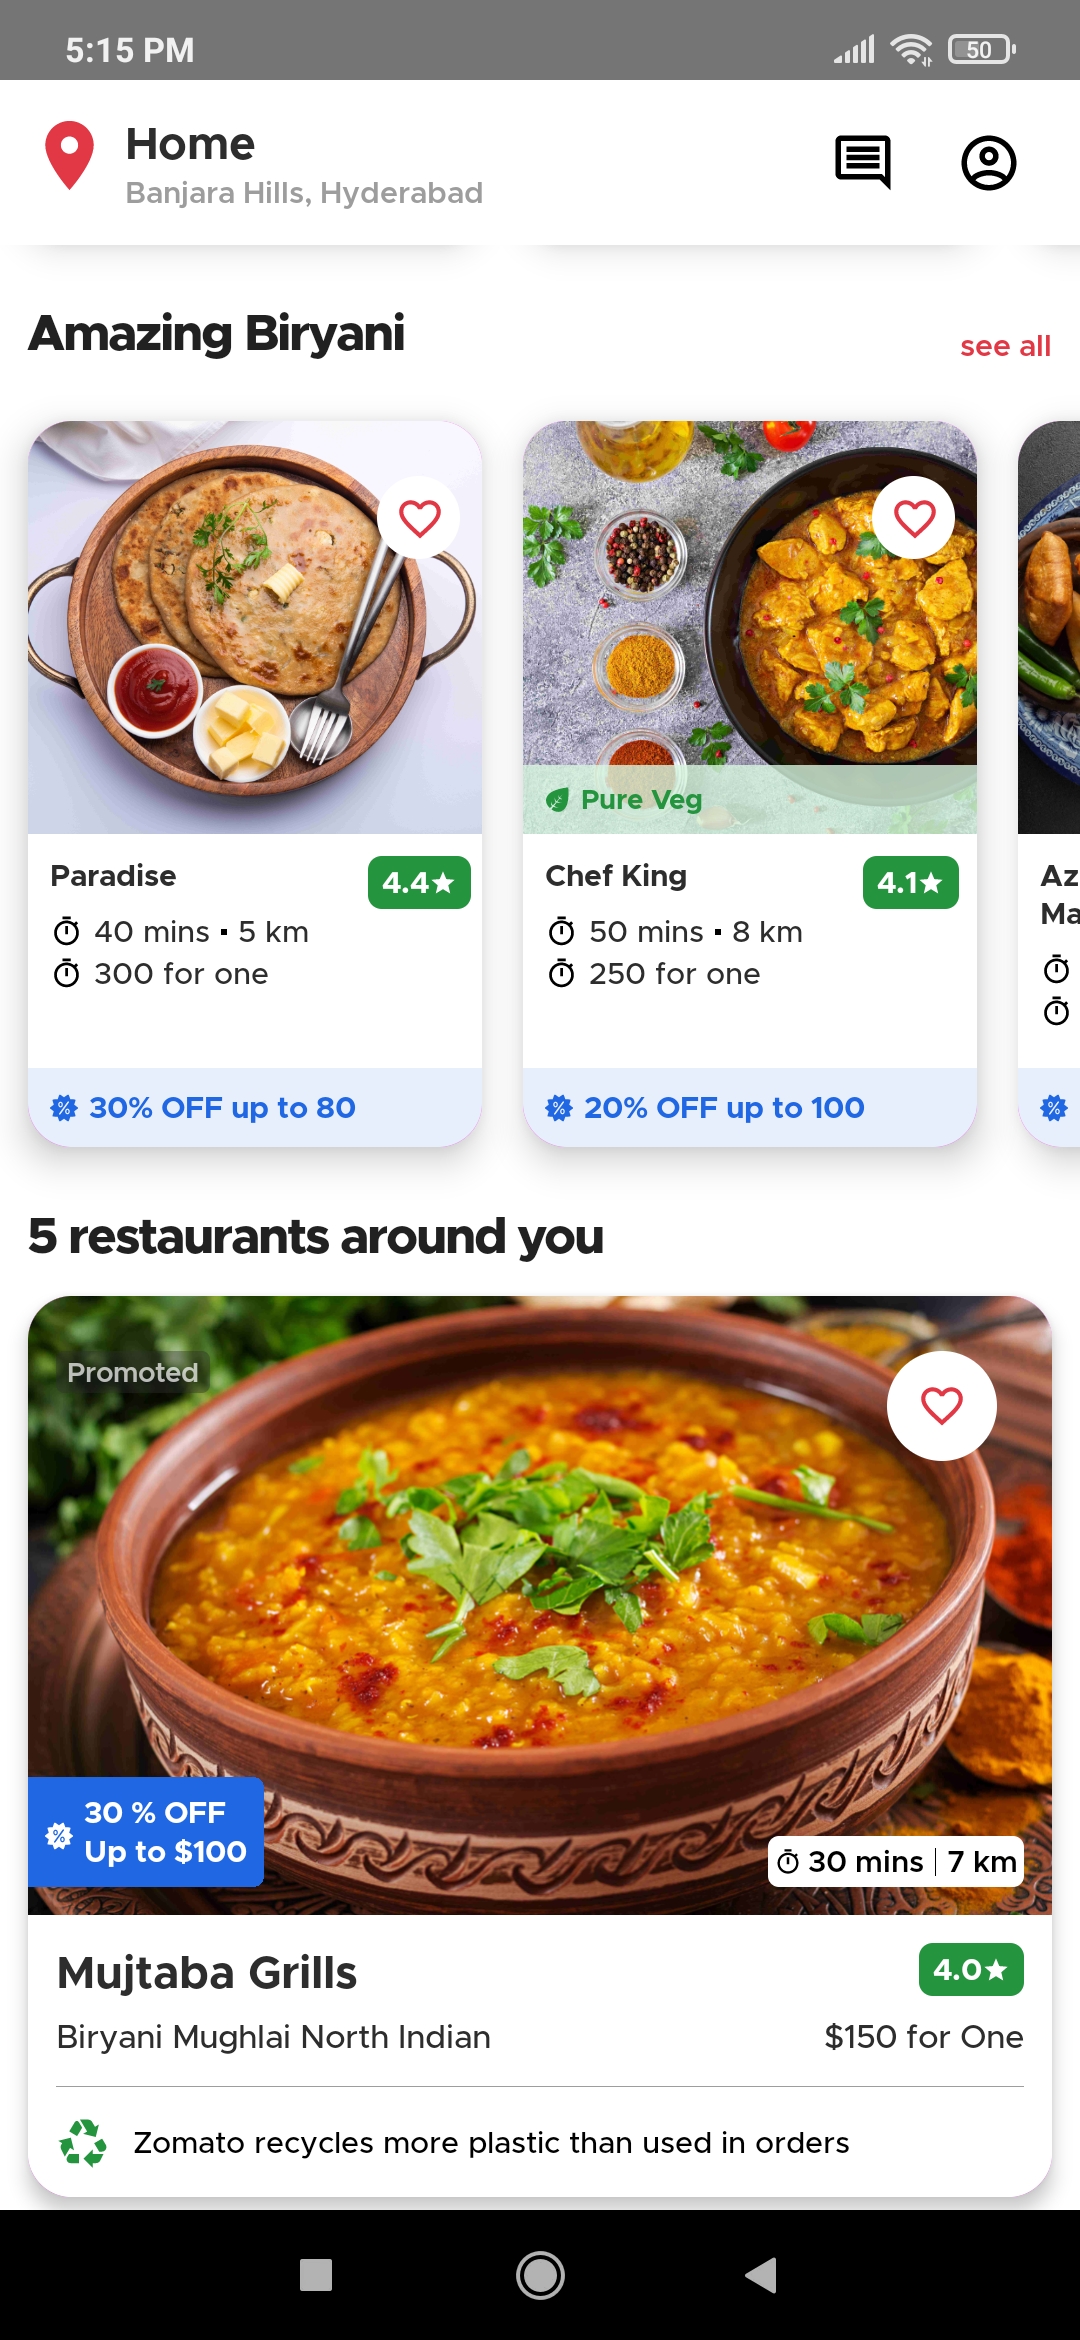 5:15 PM
50
Home
Banjara Hills, Hyderabad
Amazing Biryani
see all
Pure Veg
Paradise
4.4★
40 mins ▪ 5 km
300 for one
30% OFF up to 80
Chef King
4.1★
50 mins ▪ 8 km
250 for one
20% OFF up to 100
Az
Ma
5 restaurants around you
Promoted
30 % OFF
Up to $100
30 mins | 7 km
Mujtaba Grills
4.0★
Biryani Mughlai North Indian
$150 for One
Zomato recycles more plastic than used in orders